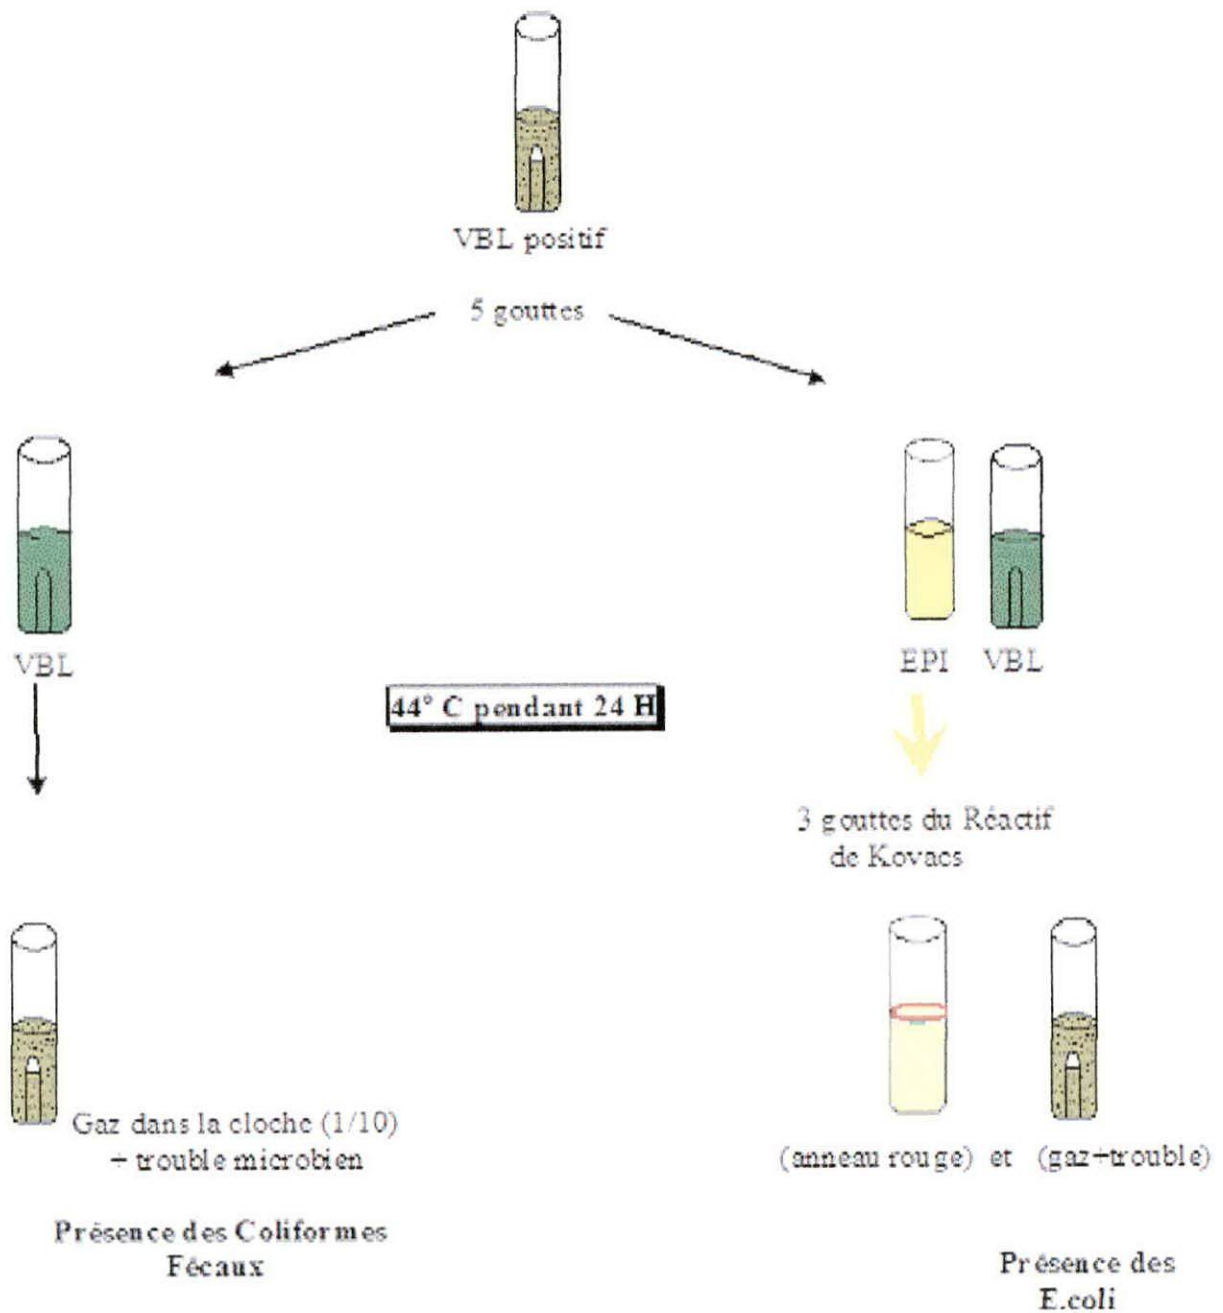 VBL positif
5 gouttes
VBL
EPI VBL
44° C pendant 24 H
3 gouttes du Réactif
de Kovacs
Gaz dans la cloche (1/10)
+ trouble microbien
(anneau rouge) et (gaz+trouble)
Présence des Coliformes
Fécaux
Présence des
E.coli